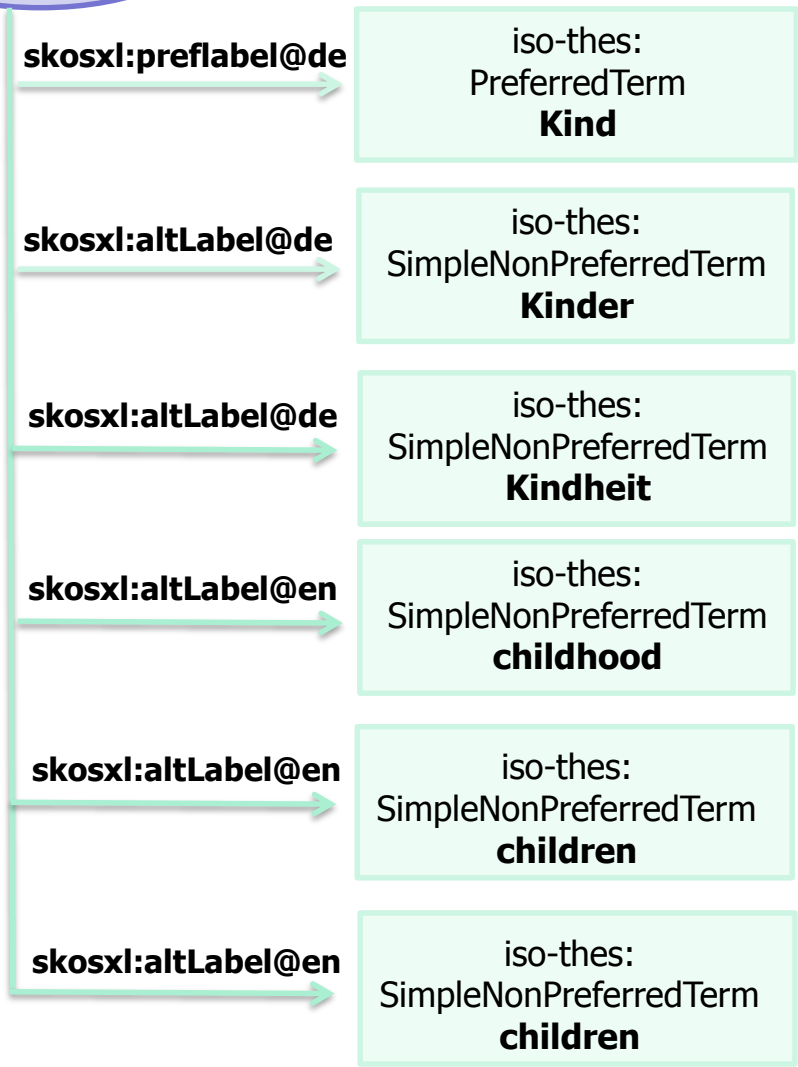 skosxl:preflabel@de
iso-thes:
PreferredTerm
Kind
skosxl:altLabel@de
iso-thes:
SimpleNonPreferredTerm
Kinder
skosxl:altLabel@de
iso-thes:
SimpleNonPreferredTerm
Kindheit
skosxl:altLabel@en
iso-thes:
SimpleNonPreferredTerm
childhood
skosxl:altLabel@en
iso-thes:
SimpleNonPreferredTerm
children
skosxl:altLabel@en
iso-thes:
SimpleNonPreferredTerm
children